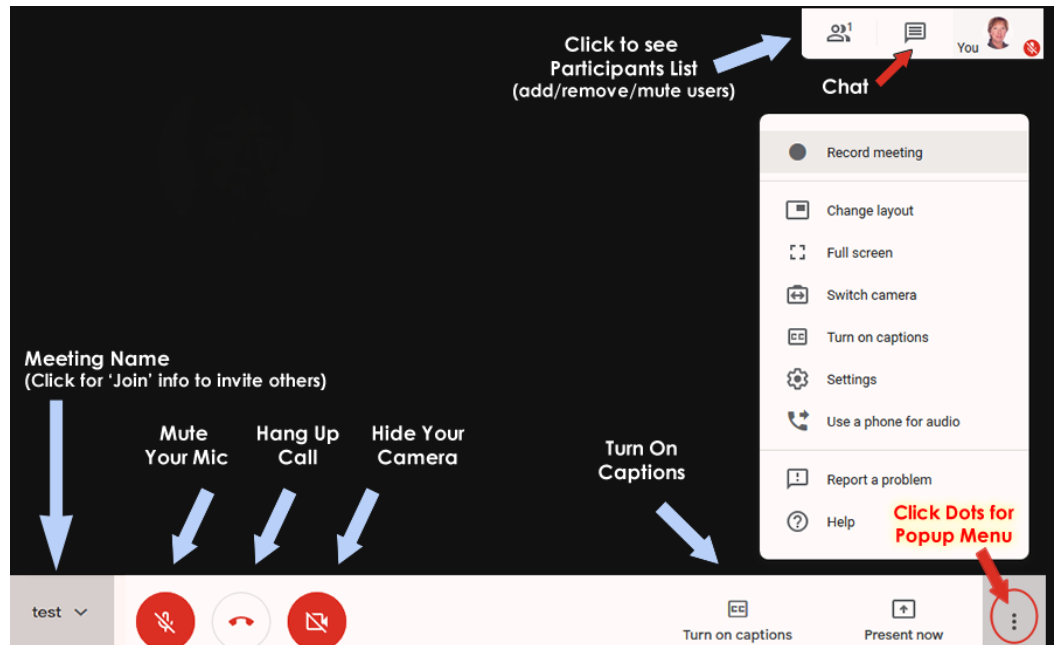 Click to see
Participants List
(add/remove/mute users)
1
You
Chat
Record meeting
Change layout
Full screen
Switch camera
CC
Turn on captions
Settings
Use a phone for audio
Report a problem
Help
Click Dots for
Popup Menu
Meeting Name
(Click for ‘Join’ info to invite others)
Mute
Your Mic
Hang Up
Call
Hide Your
Camera
Turn On
Captions
test
CC
Turn on captions
Present now